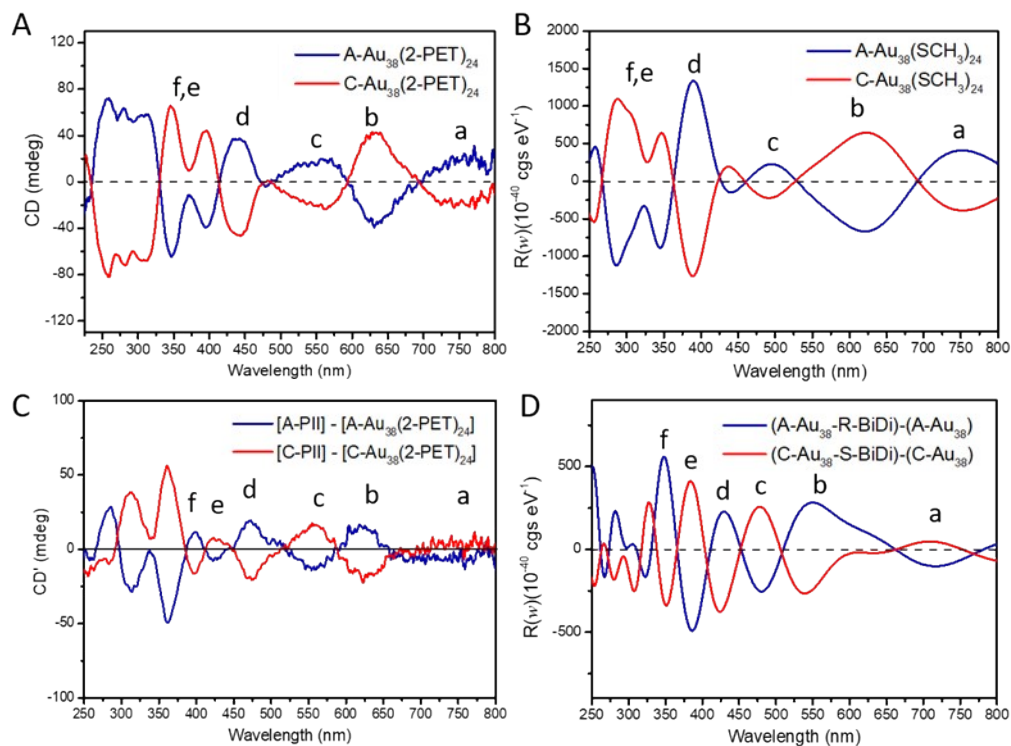 A
A-Au38(2-PET)24
C-Au38(2-PET)24
f,e
d
c
b
a
CD (mdeg)
120
80
40
0
-40
-80
-120
250 300 350 400 450 500 550 600 650 700 750 800
Wavelength (nm)
B
A-Au38(SCH3)24
C-Au38(SCH3)24
f,e
d
c
b
a
R(w)(10-40 cgs eV-1)
2000
1500
1000
500
0
-500
-1000
-1500
-2000
250 300 350 400 450 500 550 600 650 700 750 800
Wavelength (nm)
C
[A-PII] - [A-Au38(2-PET)24]
[C-PII] - [C-Au38(2-PET)24]
f
e
d
c
b
a
CD' (mdeg)
100
50
0
-50
-100
250 300 350 400 450 500 550 600 650 700 750 800
Wavelength (nm)
D
(A-Au38-R-BiDi)-(A-Au38)
(C-Au38-S-BiDi)-(C-Au38)
f
e
d
c
b
a
R(w)(10-40 cgs eV-1)
500
0
-500
250 300 350 400 450 500 550 600 650 700 750 800
Wavelength (nm)